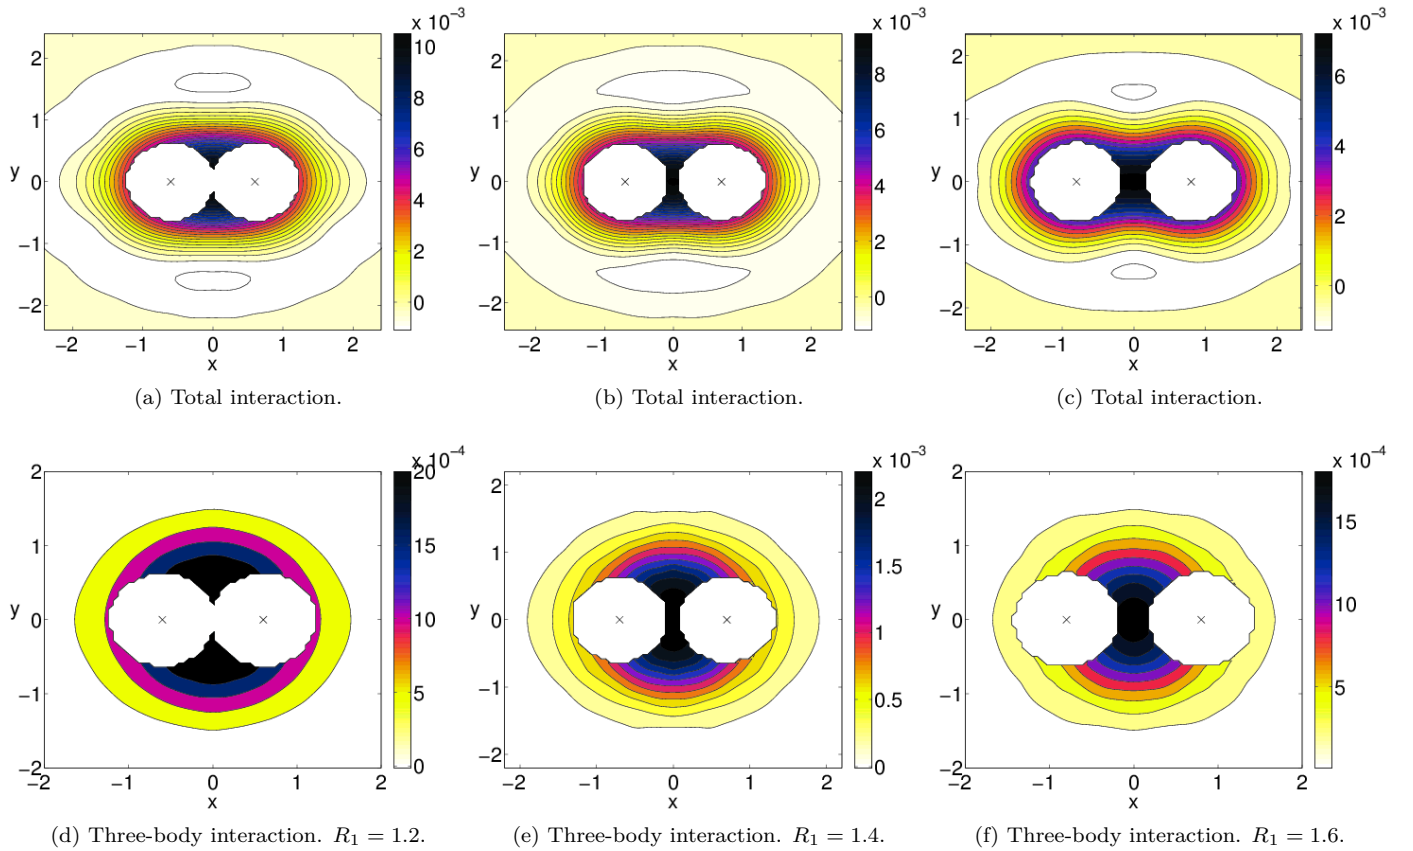 x 10⁻³
x 10⁻³
x 10⁻³
2
1
0
−1
−2
y
−2 −1 0 1 2
x
10
8
6
4
2
0
2
1
0
−1
−2
y
−2 −1 0 1 2
x
8
6
4
2
0
2
1
0
−1
−2
y
−2 −1 0 1 2
x
6
4
2
0
(a) Total interaction.
(b) Total interaction.
(c) Total interaction.
x 10⁻⁴
x 10⁻³
x 10⁻⁴
2
1
0
−1
−2
y
−2 −1 0 1 2
x
20
15
10
5
0
2
1
0
−1
−2
y
−2 −1 0 1 2
x
2
1.5
1
0.5
0
2
1
0
−1
−2
y
−2 −1 0 1 2
x
15
10
5
(d) Three-body interaction. R₁ = 1.2.
(e) Three-body interaction. R₁ = 1.4.
(f) Three-body interaction. R₁ = 1.6.